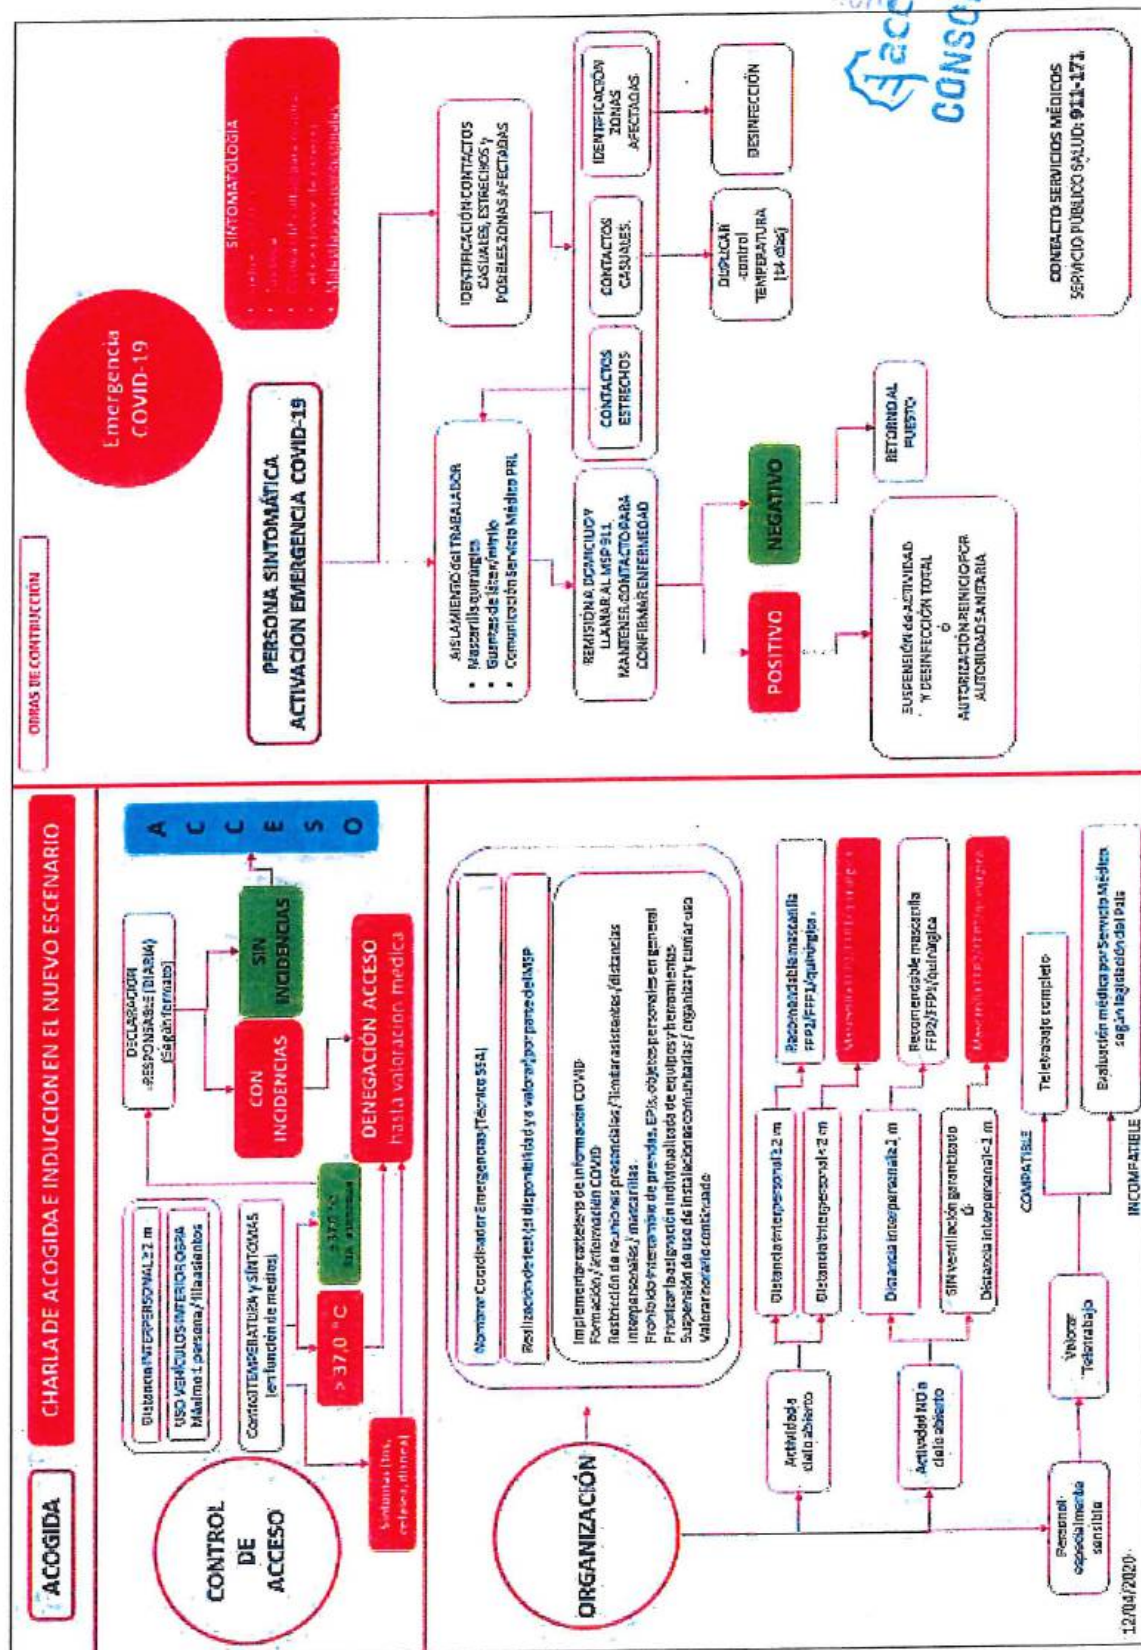 ACOGIDA
CHARLA DE ACOGIDA E INDUCCIÓN EN EL NUEVO ESCENARIO
CONTROL
DE
ACCESO
Distancia INTERPERSONAL ≥ 2 m
USO VEHÍCULOS INTERIOR OBRA
Máximo 1 persona/fila asientos
Control TEMPERATURA y SÍNTOMAS
(en función de medios)
> 37,0 °C
Síntomas (tos,
DECLARACIÓN
RESPONSABLE (DIARIA)
(Según formato)
CON
INCIDENCIAS
SIN
INCIDENCIAS
DENEGACIÓN ACCESO
hasta valoración medica
A
C
C
E
S
O
ORGANIZACIÓN
Nombrar Coordinador Emergencias (Técnico SSA)
Realización de test (si disponibilidad y a valorar) por parte del MSP
Implementar cartelera de información COVID
Formación / información COVID
Restricción de reuniones presenciales / limitar asistentes / distancias
interpersonales / mascarillas
Prohibido intercambio de prendas, EPIs, objetos personales en general
Priorizar la asignación individualizada de equipos y herramientas
Suspensión de uso de instalaciones comunitarias / organizar y turnar uso
Valorar horario continuado
Actividad a
cielo abierto
Distancia interpersonal ≥ 2 m
Recomendable mascarilla
FFP2/FFP1/quirúrgica
Distancia interpersonal < 2 m
Actividad NO a
cielo abierto
Distancia interpersonal ≥ 2 m
Recomendable mascarilla
FFP2/FFP1/quirúrgica
SIN ventilación garantizada
Ó
Distancia interpersonal < 2 m
Personal
especialmente
sensible
Valorar
Teletrabajo
COMPATIBLE
Teletrabajo completo
INCOMPATIBLE
Evaluación médica por Servicio Médico
según legislación del País
12/04/2020
OBRAS DE CONTRUCCIÓN
Emergencia
COVID-19
PERSONA SINTOMÁTICA
ACTIVACION EMERGENCIA COVID-19
SINTOMATOLOGIA
AISLAMIENTO del TRABAJADOR
• Mascarilla quirúrgica
• Guantes de látex/nitrilo
• Comunicación Servicio Médico PRL
IDENTIFICACIÓN CONTACTOS
CASUALES, ESTRECHOS y
POSIBLES ZONAS AFECTADAS
REMISIÓN A DOMICILIO Y
LLAMAR AL MSP 911.
MANTENER CONTACTO PARA
CONFIRMAR ENFERMEDAD
CONTACTOS
ESTRECHOS
CONTACTOS
CASUALES.
IDENTIFICACIÓN
ZONAS
AFECTADAS
DUPLICAR
control
TEMPERATURA
(14 días)
DESINFECCIÓN
POSITIVO
NEGATIVO
SUSPENSIÓN de ACTIVIDAD
Y DESINFECCIÓN TOTAL
Ó
AUTORIZACIÓN REINICIO POR
AUTORIDAD SANITARIA
RETORNO AL
PUESTO
CONTACTO SERVICIOS MÉDICOS
SERVICIO PÚBLICO SALUD: 911-171